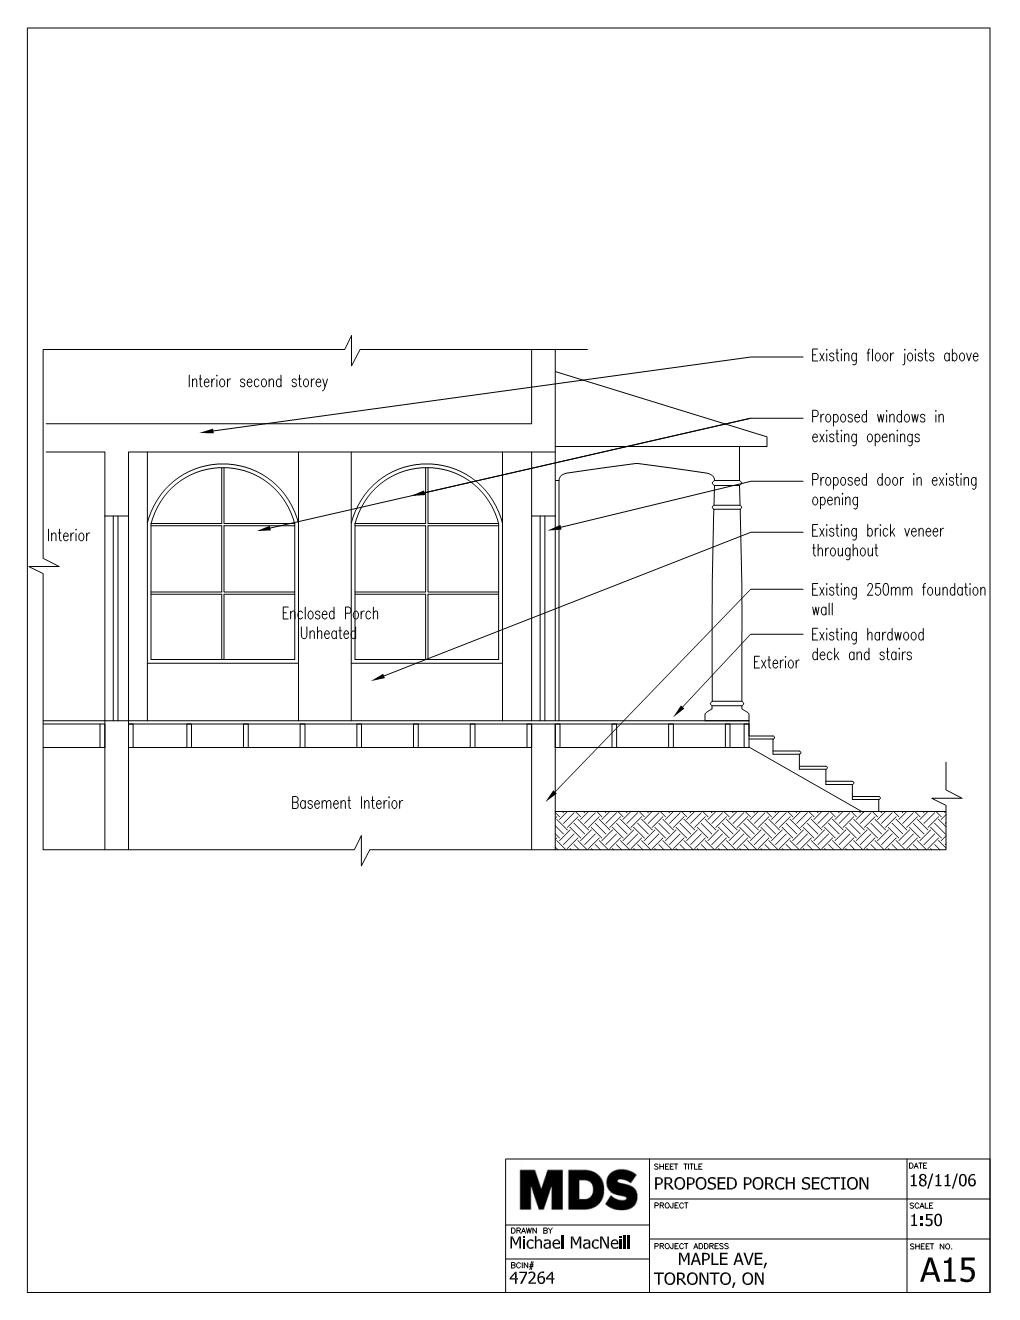 Existing floor joists above
Interior second storey
Proposed windows in
existing openings
Proposed door in existing
opening
Interior
Existing brick veneer
throughout
Existing 250mm foundation
wall
Enclosed Porch
Unheated
Existing hardwood
deck and stairs
Exterior
Basement Interior
MDS
DRAWN BY
Michael MacNeill
BCIN#
47264
SHEET TITLE
PROPOSED PORCH SECTION
PROJECT
PROJECT ADDRESS
MAPLE AVE,
TORONTO, ON
DATE
18/11/06
SCALE
1:50
SHEET NO.
A15